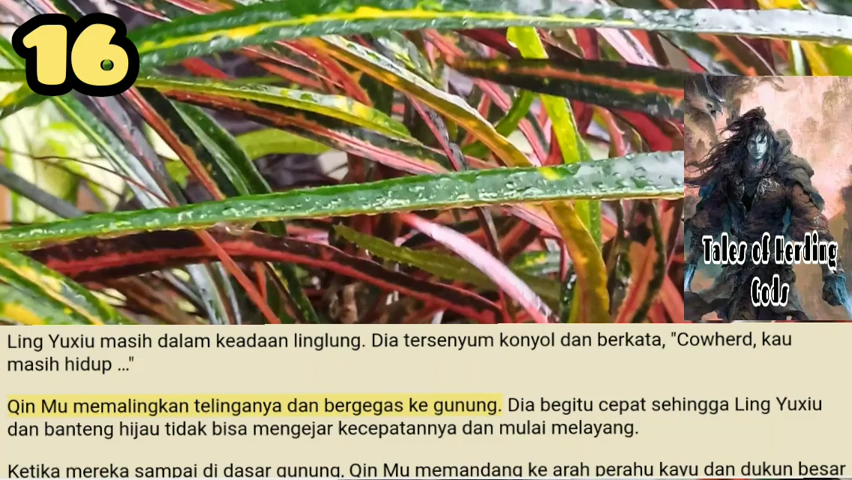 16
Tales of Herding
Gods
Ling Yuxiu masih dalam keadaan linglung. Dia tersenyum konyol dan berkata, "Cowherd, kau
masih hidup ..."
Qin Mu memalingkan telinganya dan bergegas ke gunung. Dia begitu cepat sehingga Ling Yuxiu
dan banteng hijau tidak bisa mengejar kecepatannya dan mulai melayang.
Ketika mereka sampai di dasar gunung, Qin Mu memandang ke arah perahu kayu dan dukun besar